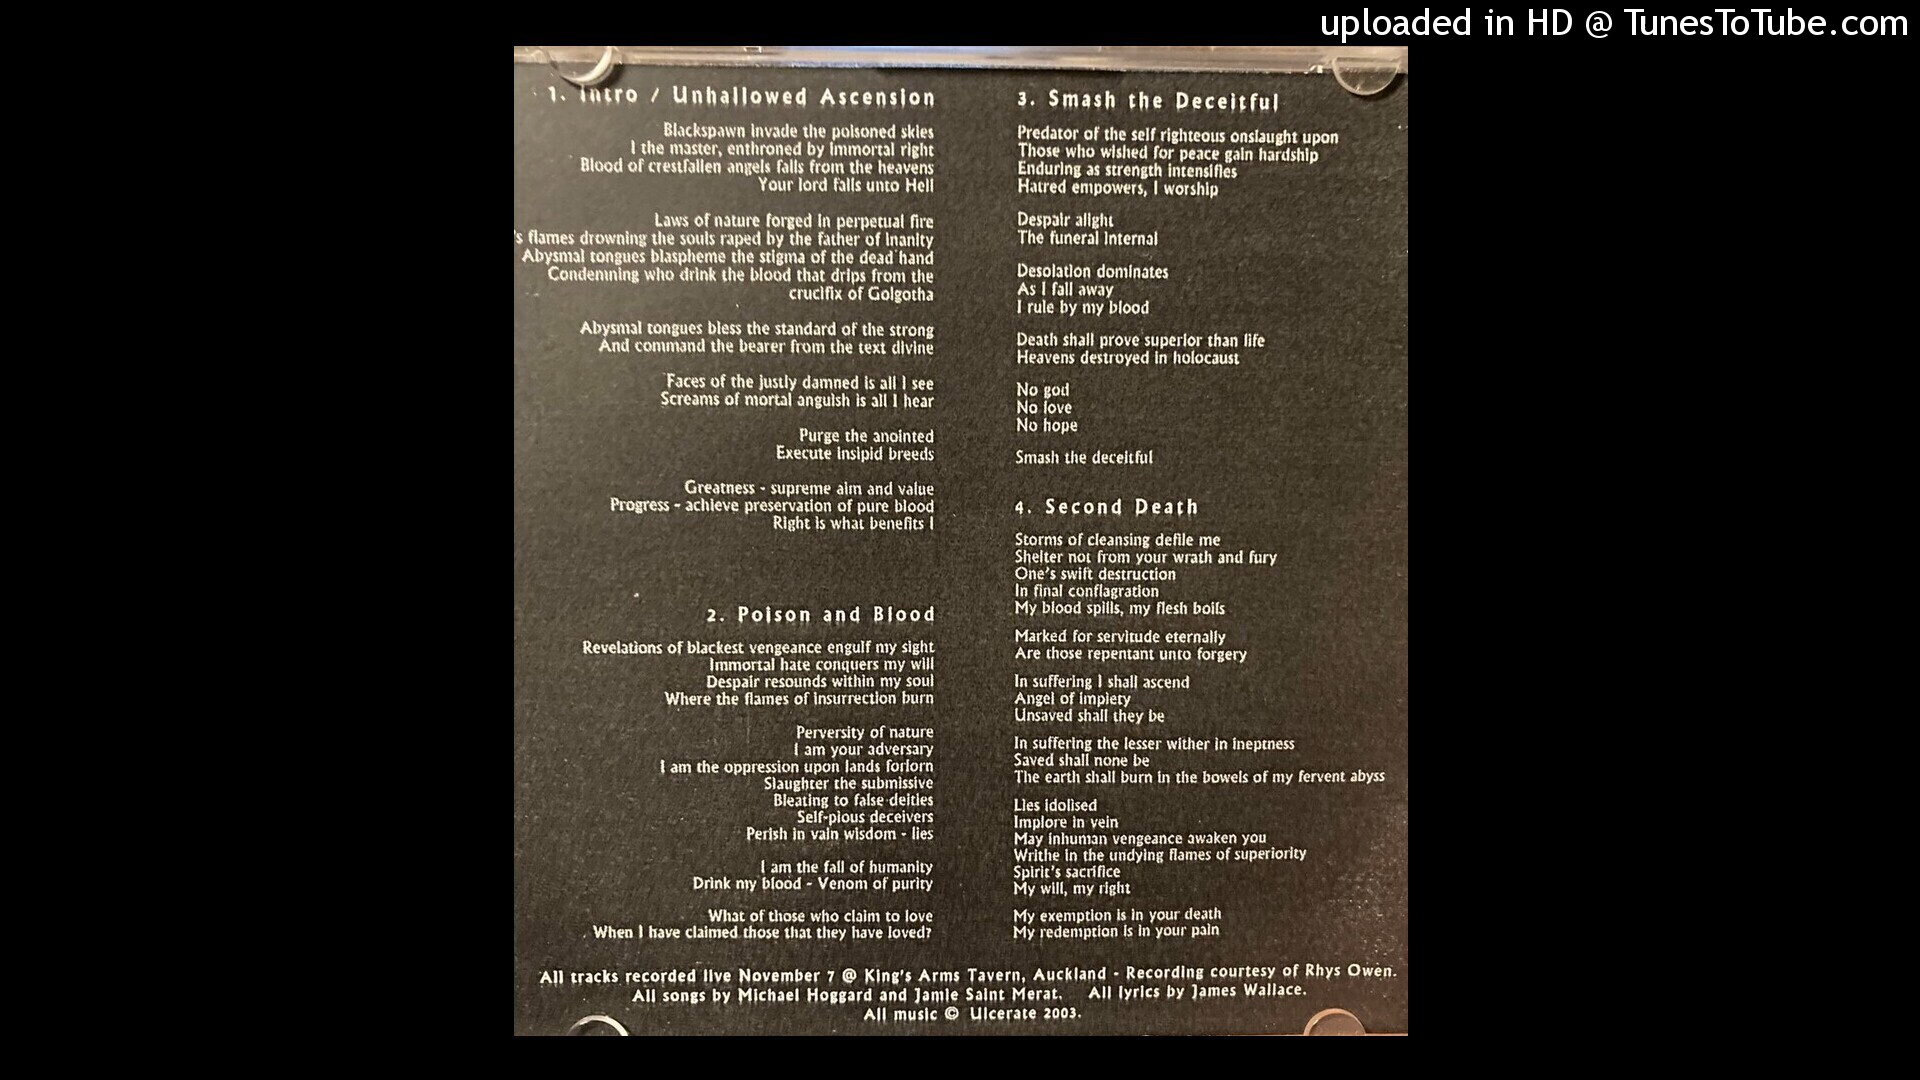 uploaded in HD @ TunesToTube.com
1. Intro / Unhallowed Ascension
Blackspawn invade the poisoned skies
I the master, enthroned by immortal right
Blood of crestfallen angels falls from the heavens
Your lord falls unto Hell
Laws of nature forged in perpetual fire
's flames drowning the souls raped by the father of inanity
Abysmal tongues blaspheme the stigma of the dead hand
Condemning who drink the blood that drips from the
crucifix of Golgotha
Abysmal tongues bless the standard of the strong
And command the bearer from the text divine
Faces of the justly damned is all I see
Screams of mortal anguish is all I hear
Purge the anointed
Execute insipid breeds
Greatness - supreme aim and value
Progress - achieve preservation of pure blood
Right is what benefits I
2. Poison and Blood
Revelations of blackest vengeance engulf my sight
Immortal hate conquers my will
Despair resounds within my soul
Where the flames of insurrection burn
Perversity of nature
I am your adversary
I am the oppression upon lands forlorn
Slaughter the submissive
Bleating to false deities
Self-pious deceivers
Perish in vain wisdom - lies
I am the fall of humanity
Drink my blood - Venom of purity
What of those who claim to love
When I have claimed those that they have loved?
3. Smash the Deceitful
Predator of the self righteous onslaught upon
Those who wished for peace gain hardship
Enduring as strength intensifies
Hatred empowers, I worship
Despair alight
The funeral internal
Desolation dominates
As I fall away
I rule by my blood
Death shall prove superior than life
Heavens destroyed in holocaust
No god
No love
No hope
Smash the deceitful
4. Second Death
Storms of cleansing defile me
Shelter not from your wrath and fury
One's swift destruction
In final conflagration
My blood spills, my flesh boils
Marked for servitude eternally
Are those repentant unto forgery
In suffering I shall ascend
Angel of impiety
Unsaved shall they be
In suffering the lesser wither in ineptness
Saved shall none be
The earth shall burn in the bowels of my fervent abyss
Lies idolised
Implore in vein
May inhuman vengeance awaken you
Writhe in the undying flames of superiority
Spirit's sacrifice
My will, my right
My exemption is in your death
My redemption is in your pain
All tracks recorded live November 7 @ King's Arms Tavern, Auckland - Recording courtesy of Rhys Owen.
All songs by Michael Hoggard and Jamie Saint Merat. All lyrics by James Wallace.
All music © Ulcerate 2003.